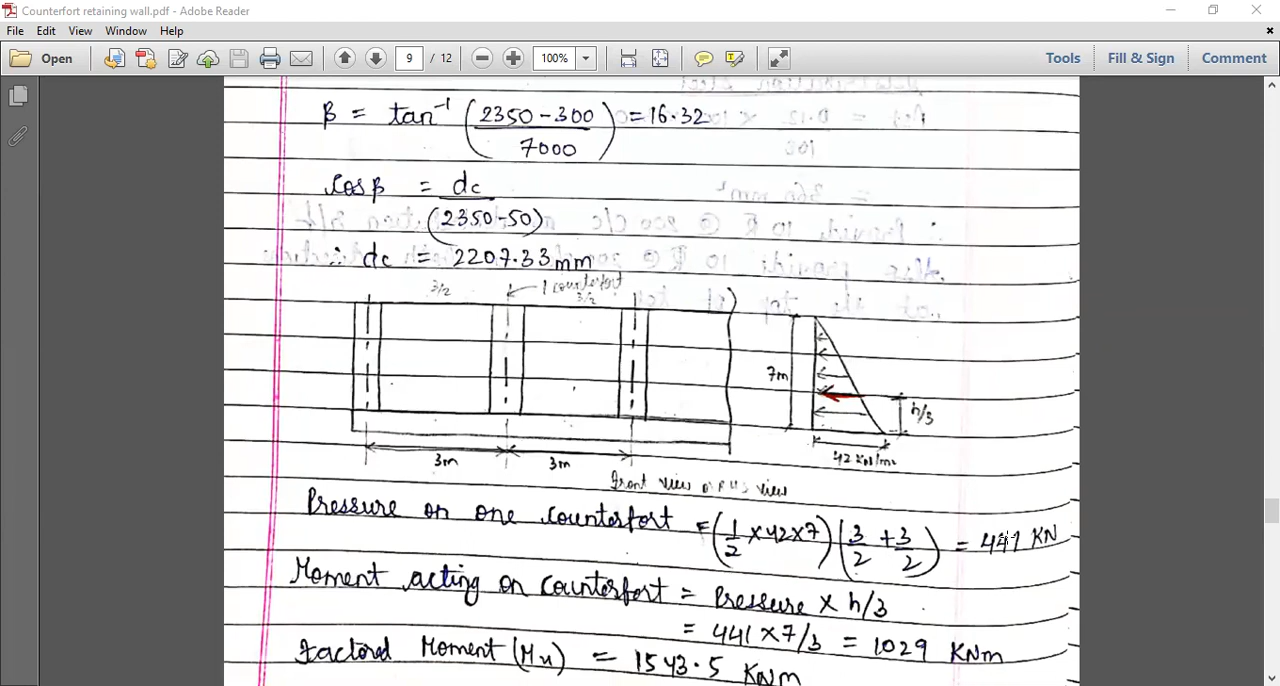 Counterfort retaining wall.pdf - Adobe Reader
File Edit View Window Help
Open 9 / 12 100% Tools Fill & Sign Comment
β = tan⁻¹ (2350 - 300 / 7000) = 16.32
Cos β = dc / (2350 - 50)
∴ dc = 2207.33 mm
3/2 1 counterfort 3/2
7m
h/3
42 KN/m²
3m 3m
Front view view
Pressure on one counterfort = (1/2 × 42 × 7) (3/2 + 3/2) = 441 KN
Moment acting on counterfort = Pressure × h/3
= 441 × 7/3 = 1029 KNm
Factored Moment (Mu) = 1543.5 KNm